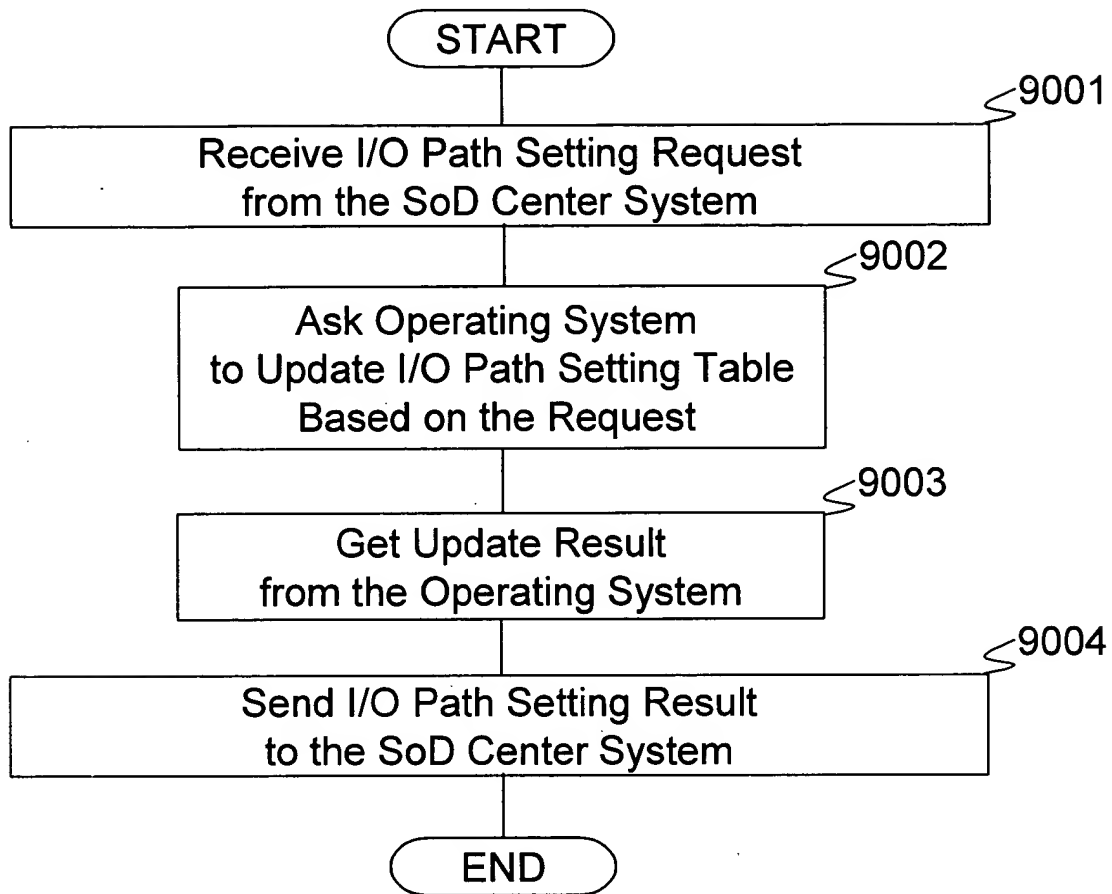 START
9001
Receive I/O Path Setting Request
from the SoD Center System
9002
Ask Operating System
to Update I/O Path Setting Table
Based on the Request
9003
Get Update Result
from the Operating System
9004
Send I/O Path Setting Result
to the SoD Center System
END